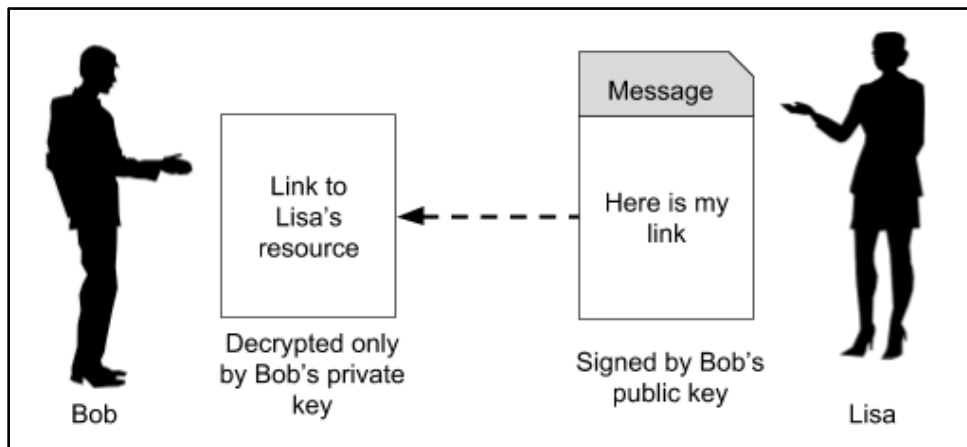 Message
Link to
Lisa's
resource
Here is my
link
Decrypted only
by Bob's private
key
Signed by Bob's
public key
Bob
Lisa